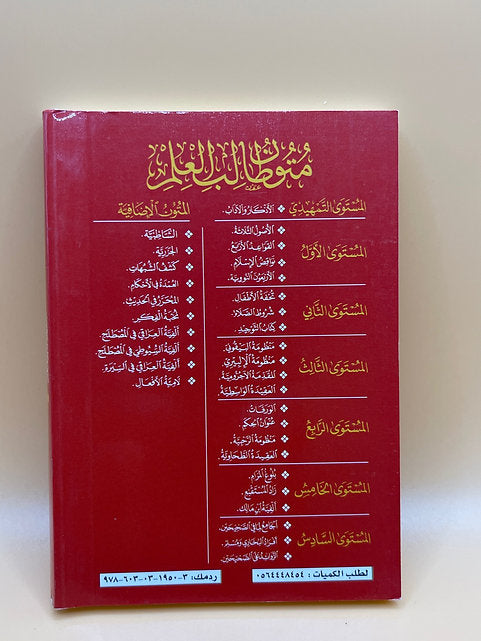 متون طالب العلم
المستوى التمهيدي
❖ الأذكار والآداب.
المستوى الأول
❖ الأصول الثلاثة.
❖ القواعد الأربع.
❖ نواقض الإسلام.
❖ الأربعون النووية.
المستوى الثاني
❖ تحفة الأطفال.
❖ شروط الصلاة.
❖ كتاب التوحيد.
المستوى الثالث
❖ منظومة البيقوني.
❖ منظومة الإلبيري.
❖ المقدمة الآجرومية.
❖ العقيدة الواسطية.
المستوى الرابع
❖ الورقات.
❖ عنوان الحكم.
❖ منظومة الرحبية.
❖ العقيدة الطحاوية.
المستوى الخامس
❖ بلوغ المرام.
❖ زاد المستقنع.
❖ ألفية ابن مالك.
المستوى السادس
❖ الجامع لما في الصحيحين.
❖ أفراد البخاري ومسلم.
❖ الزوائد على الصحيحين.
المتون الإضافية
❖ الشاطبية.
❖ الجزرية.
❖ كشف الشبهات.
❖ العمدة في الأحكام.
❖ المحرر في الحديث.
❖ نخبة الفكر.
❖ ألفية العراقي في المصطلح.
❖ ألفية السيوطي في المصطلح.
❖ ألفية العراقي في السيرة.
❖ لامية الأفعال.
لطلب الكميات : ٠٥٦٤٤٤٨٤٥٤
ردمك: ٣-١٩٥٠-٠٣-٦٠٣-٩٧٨